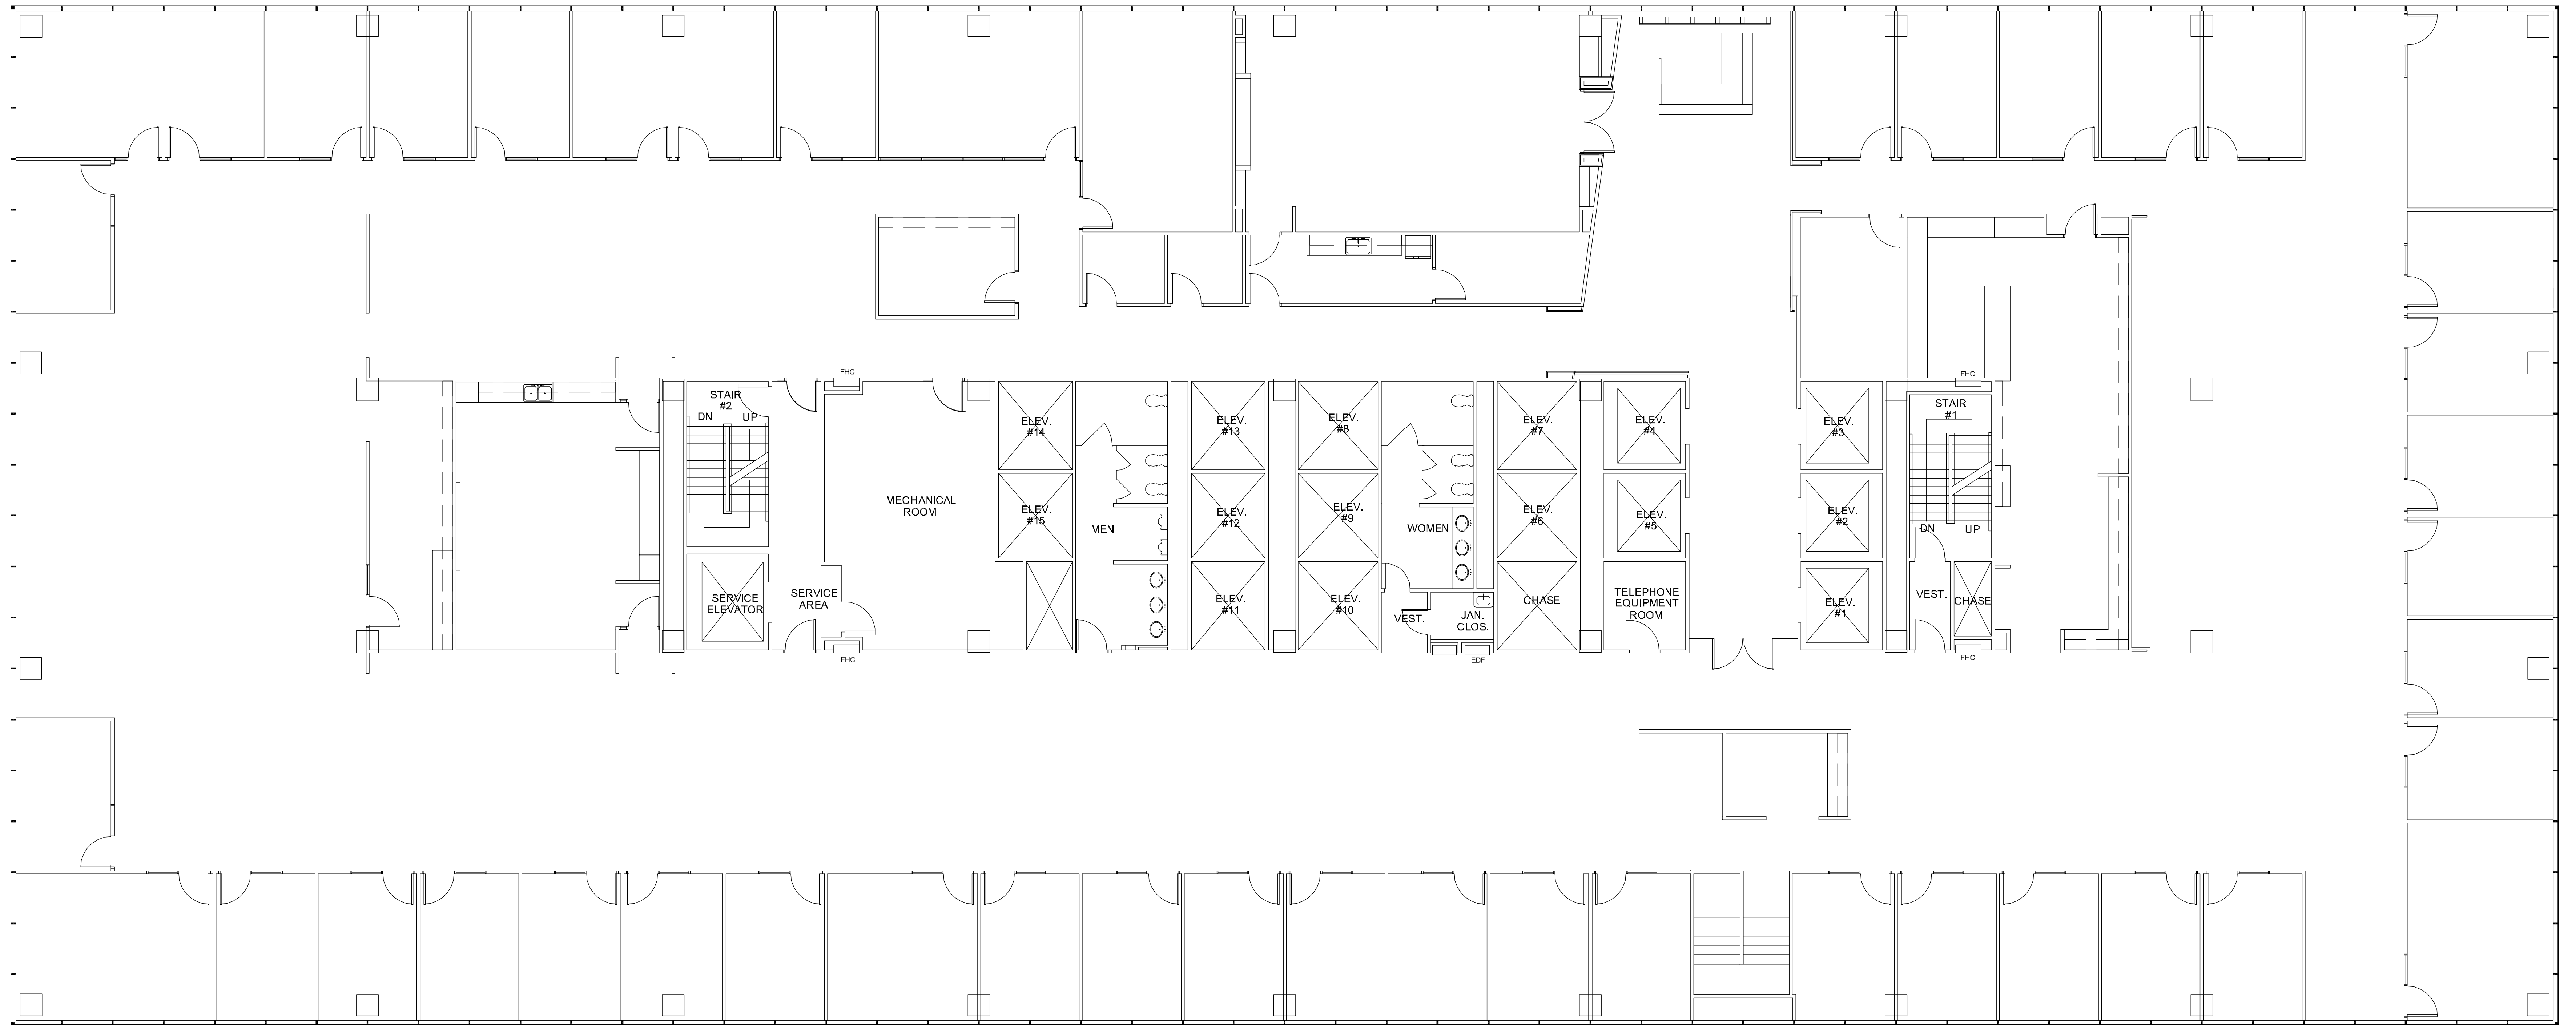 FHC
FHC
STAIR
#2
DN
UP
ELEV.
#14
ELEV.
#13
ELEV.
#8
ELEV.
#7
ELEV.
#4
ELEV.
#3
STAIR
#1
MECHANICAL
ROOM
ELEV.
#15
MEN
ELEV.
#12
ELEV.
#9
WOMEN
ELEV.
#6
ELEV.
#5
ELEV.
#2
DN
UP
SERVICE
ELEVATOR
SERVICE
AREA
ELEV.
#11
ELEV.
#10
VEST.
JAN.
CLOS.
CHASE
TELEPHONE
EQUIPMENT
ROOM
ELEV.
#1
VEST.
CHASE
FHC
EDF
FHC